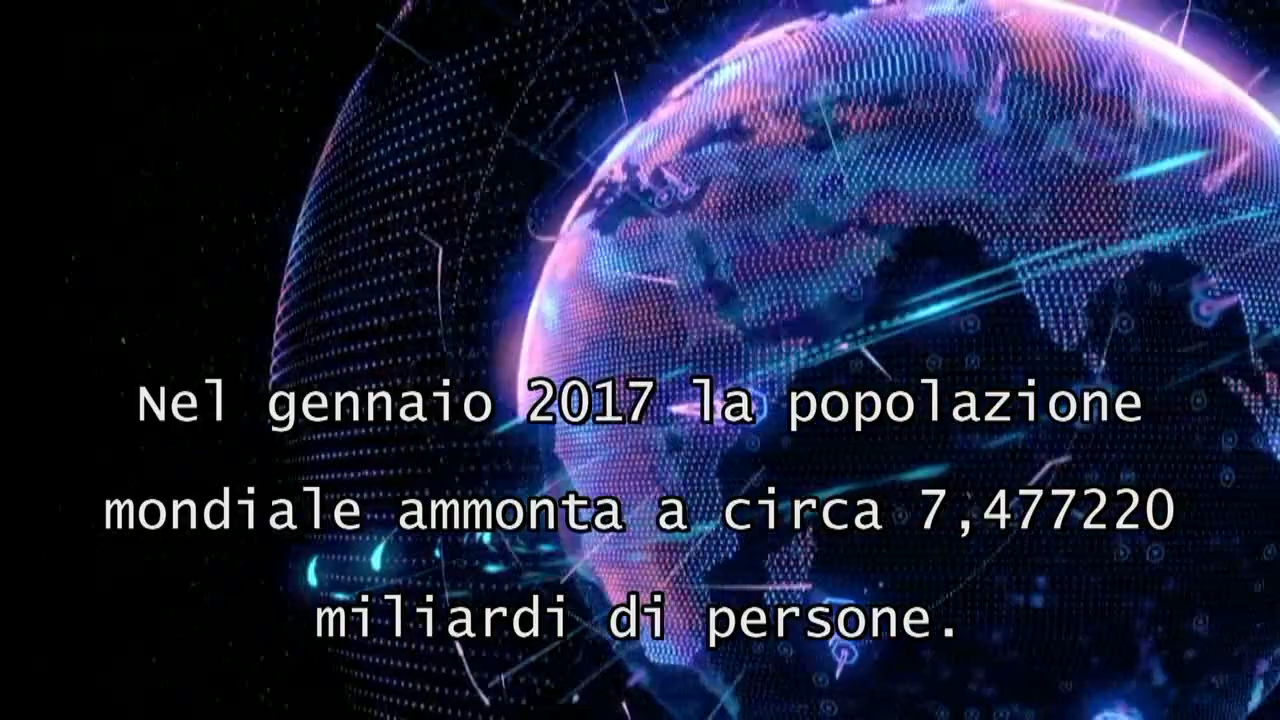 Nel gennaio 2017 la popolazione
mondiale ammonta a circa 7,477220
miliardi di persone.